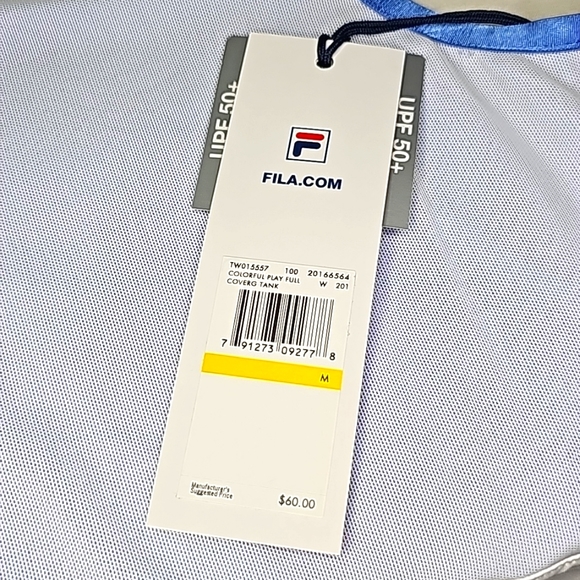 UPF 50+
UPF 50+
F
FILA.COM
TW015557 100 20166564
COLORFUL PLAY FULL W 201
COVERG TANK
7 91273 09277 8
M
Manufacturer's
Suggested Price
$60.00